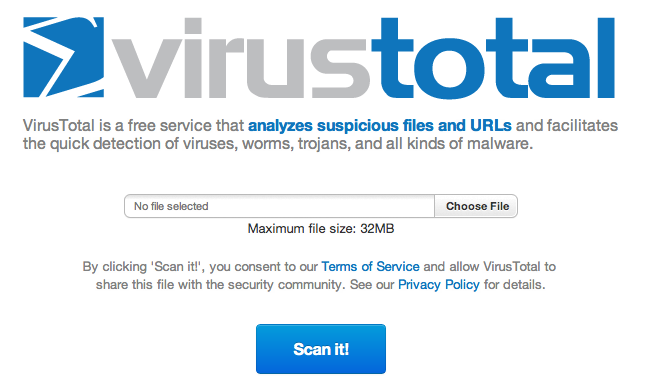 virustotal
VirusTotal is a free service that analyzes suspicious files and URLs and facilitates
the quick detection of viruses, worms, trojans, and all kinds of malware.
No file selected Choose File
Maximum file size: 32MB
By clicking 'Scan it!', you consent to our Terms of Service and allow VirusTotal to
share this file with the security community. See our Privacy Policy for details.
Scan it!